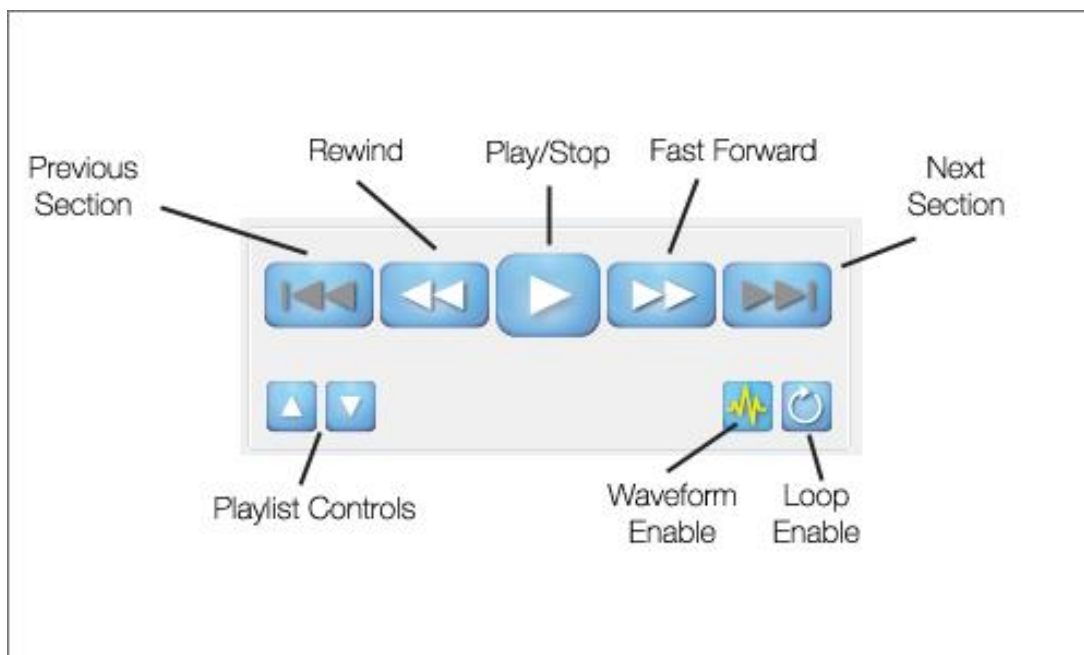 Previous
Section
Rewind
Play/Stop
Fast Forward
Next
Section
Playlist Controls
Waveform
Enable
Loop
Enable